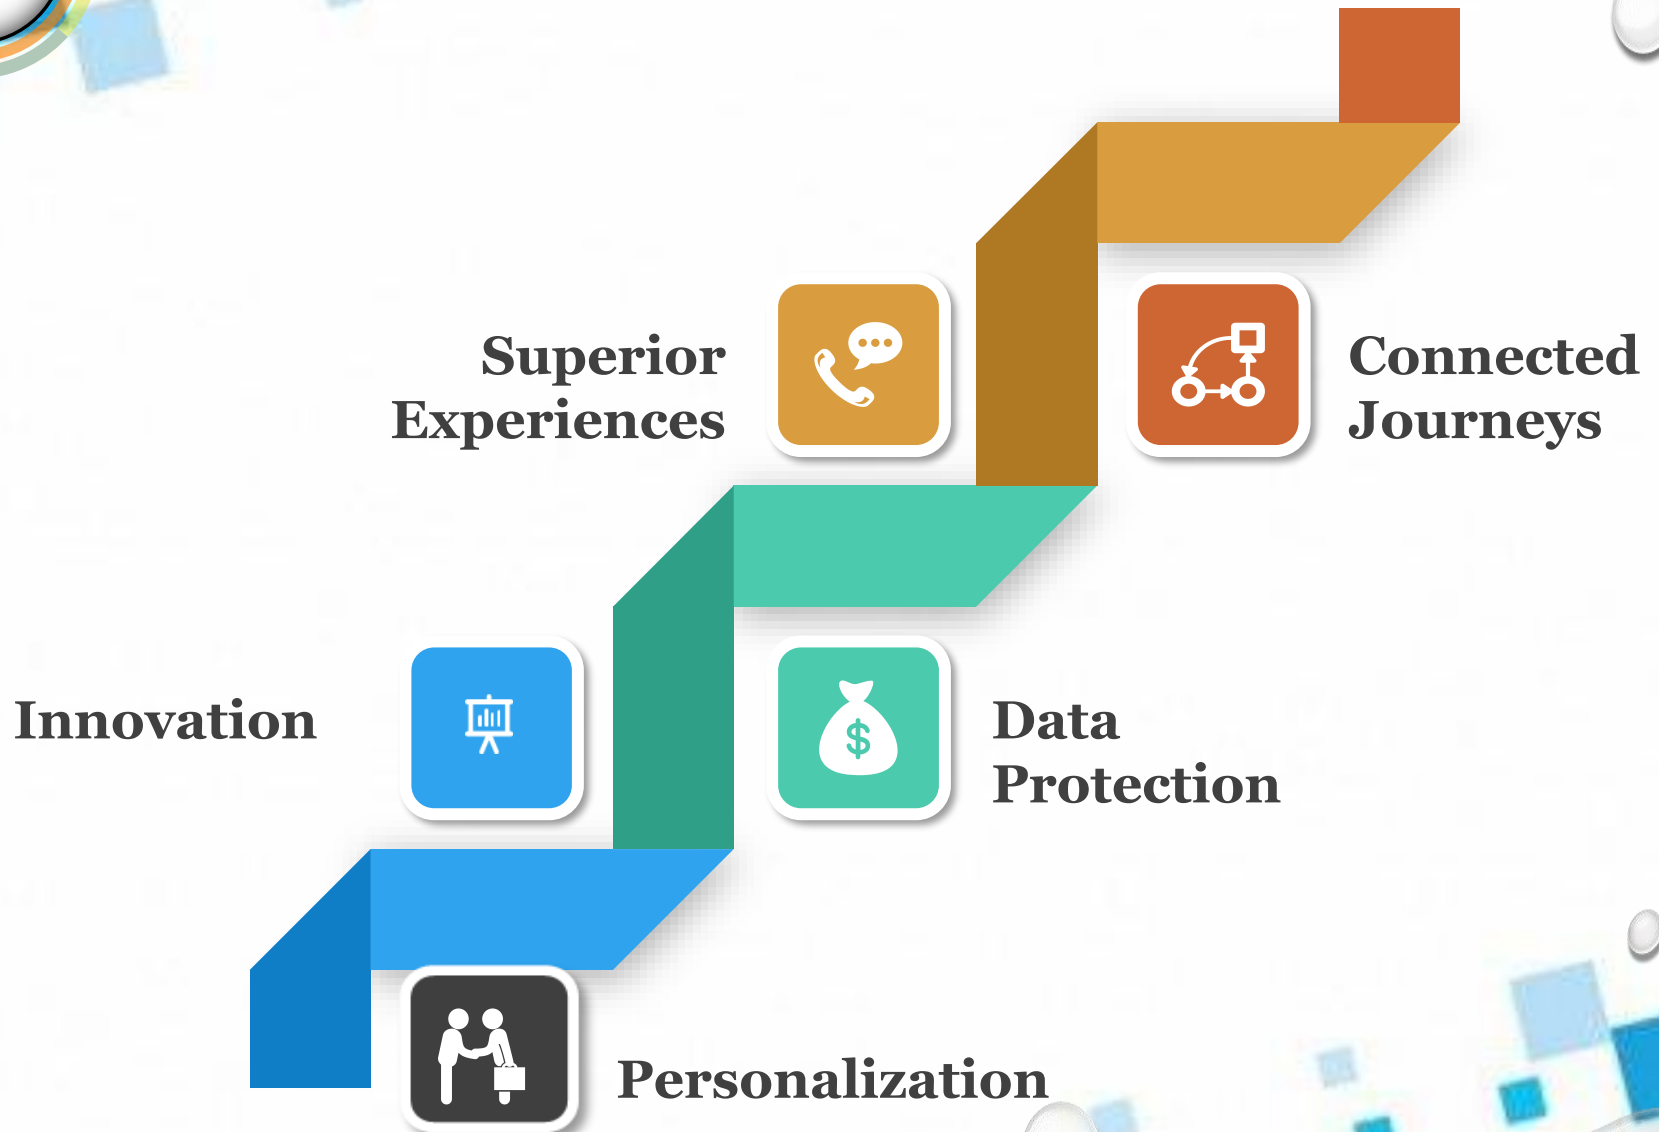 Superior
Experiences
Connected
Journeys
Innovation
$
Data
Protection
Personalization